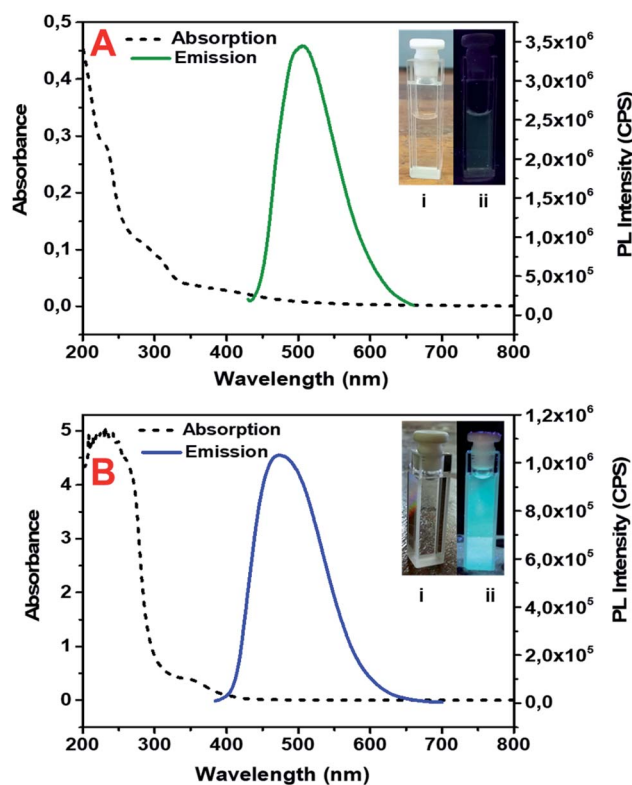 A
Absorption
Emission
0,5
0,4
0,3
0,2
0,1
0,0
Absorbance
3,5x10⁶
3,0x10⁶
2,5x10⁶
2,0x10⁶
1,5x10⁶
1,0x10⁶
5,0x10⁵
0,0
PL Intensity (CPS)
i ii
200 300 400 500 600 700 800
Wavelength (nm)
B
Absorption
Emission
5
4
3
2
1
0
Absorbance
1,2x10⁶
1,0x10⁶
8,0x10⁵
6,0x10⁵
4,0x10⁵
2,0x10⁵
0,0
PL Intensity (CPS)
i ii
200 300 400 500 600 700 800
Wavelength (nm)